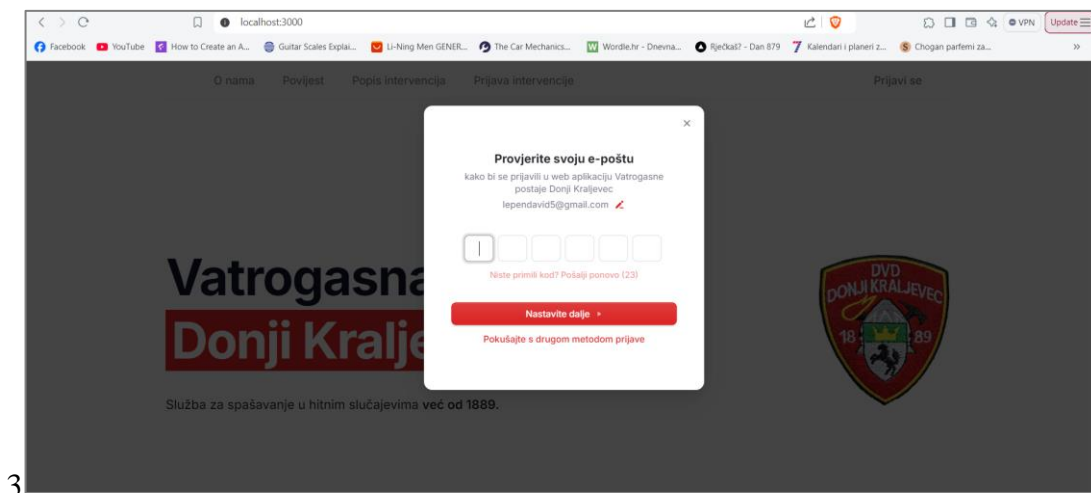 localhost:3000
VPN
Update
Facebook
YouTube
How to Create an A...
Guitar Scales Explai...
Li-Ning Men GENER...
The Car Mechanics...
Wordle.hr - Dnevna...
Rječkalš? - Dan 879
Kalendari i planeri z...
Chogan parfemi za...
»
O nama
Povijest
Popis intervencija
Prijava intervencije
Prijavi se
Provjerite svoju e-poštu
kako bi se prijavili u web aplikaciju Vatrogasne
postaje Donji Kraljevec
lependavid5@gmail.com
Niste primili kod? Pošalji ponovo (23)
Nastavite dalje
Pokušajte s drugom metodom prijave
Vatrogasna
Donji Kralje
Služba za spašavanje u hitnim slučajevima već od 1889.
DVD
DONJI KRALJEVEC
18 89
3